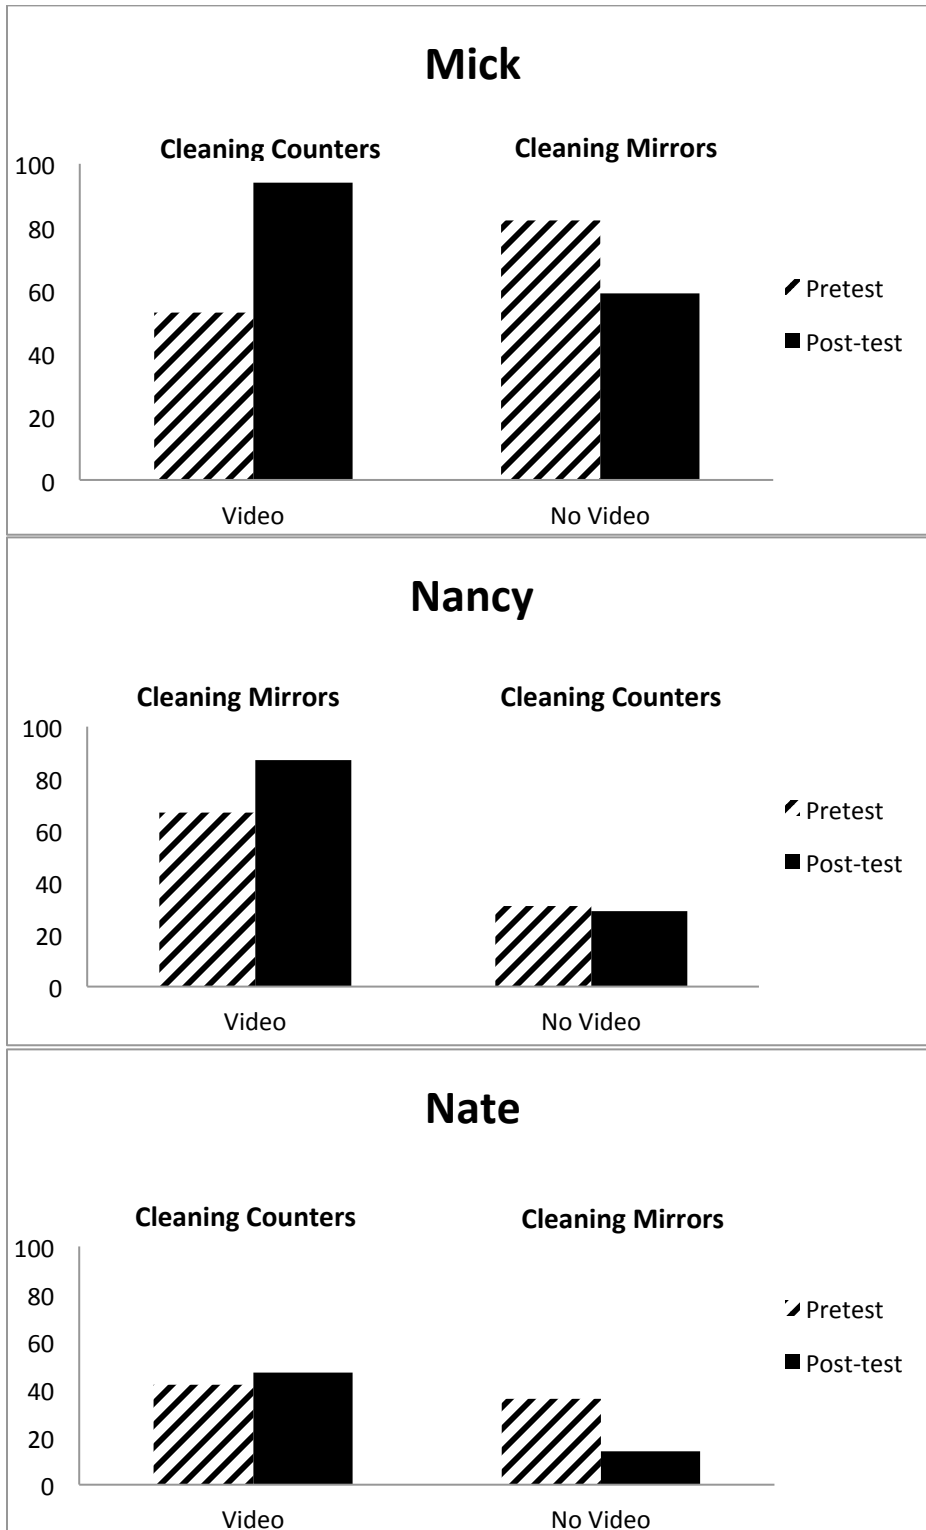 Mick
Cleaning Counters Cleaning Mirrors
100
80
60
40
20
0
Pretest
Post-test
Video No Video
Nancy
Cleaning Mirrors Cleaning Counters
100
80
60
40
20
0
Pretest
Post-test
Video No Video
Nate
Cleaning Counters Cleaning Mirrors
100
80
60
40
20
0
Pretest
Post-test
Video No Video